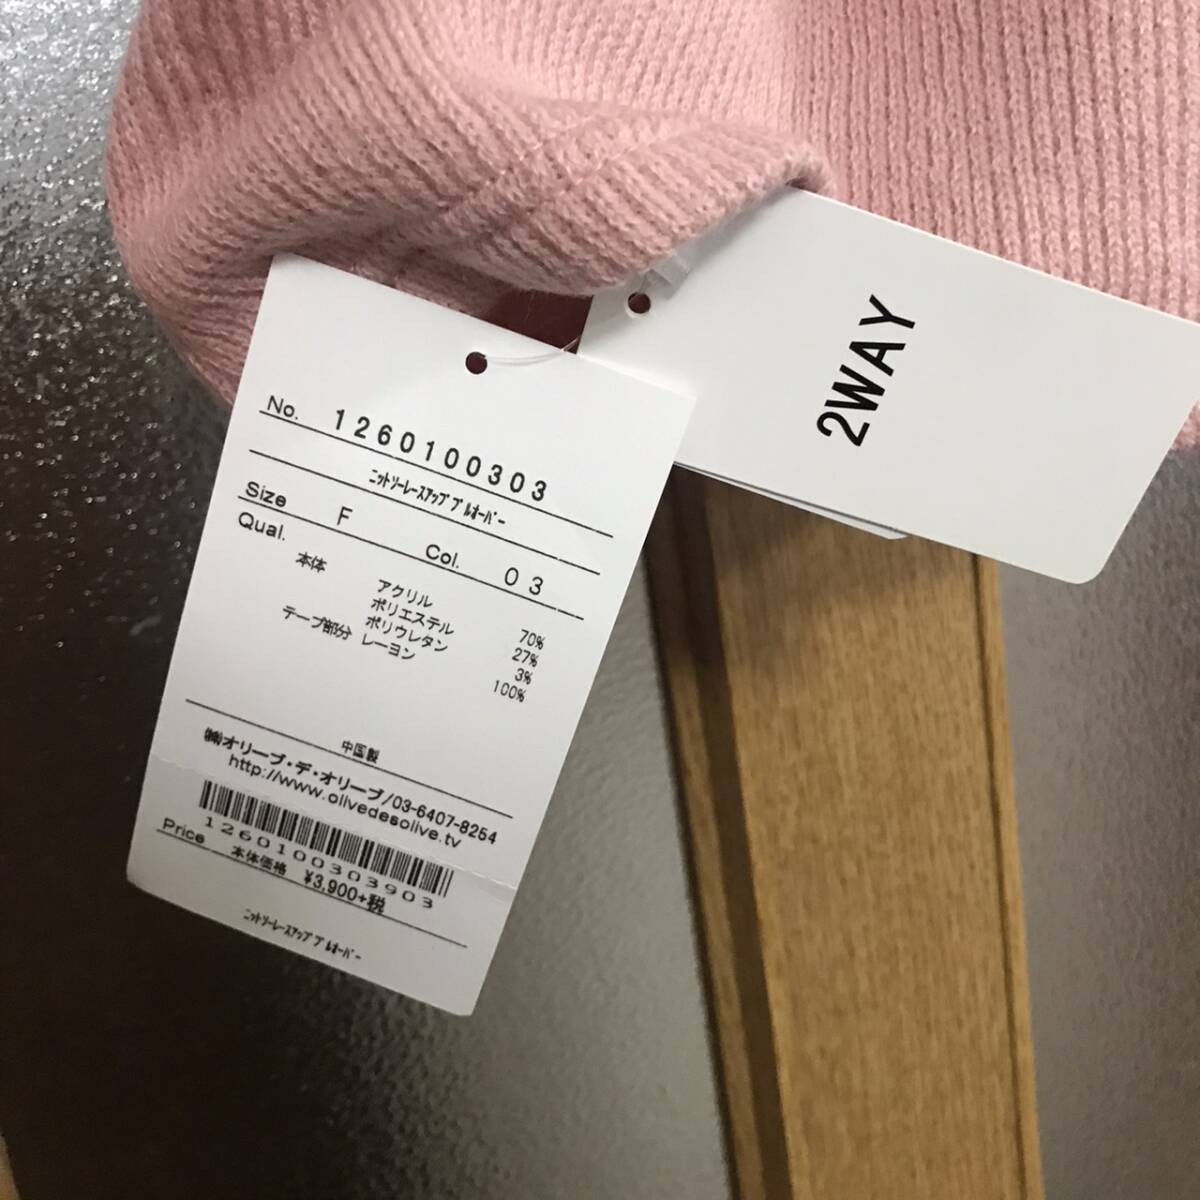 No. 1260100303
ﾆｯﾄｿｰﾚｰｽｱｯﾌﾟﾌﾟﾙｵｰﾊﾞｰ
Size F Col. 03
Qual.
本体 アクリル 70%
ポリエステル 27%
ポリウレタン 3%
テープ部分 レーヨン 100%
中国製
㈱オリーブ・デ・オリーブ/03-6407-8254
http://www.olivedesolive.tv
1260100303903
Price 本体価格 ¥3,900+税
ﾆｯﾄｿｰﾚｰｽｱｯﾌﾟﾌﾟﾙｵｰﾊﾞｰ
2WAY